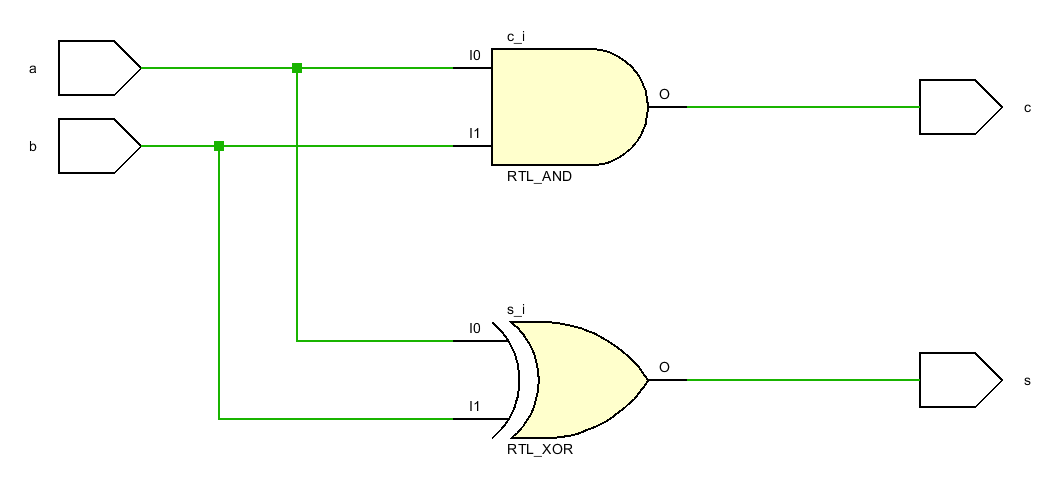 c_i
a
I0
O
c
b
I1
RTL_AND
s_i
I0
O
s
I1
RTL_XOR